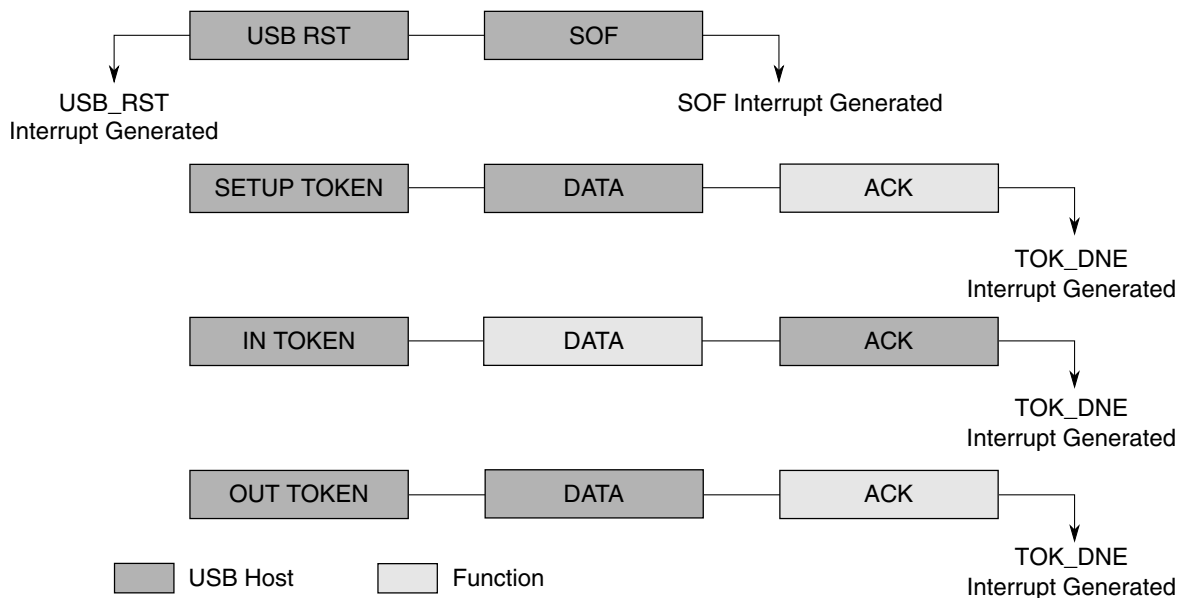 USB RST
SOF
USB_RST
Interrupt Generated
SOF Interrupt Generated
SETUP TOKEN
DATA
ACK
TOK_DNE
Interrupt Generated
IN TOKEN
DATA
ACK
TOK_DNE
Interrupt Generated
OUT TOKEN
DATA
ACK
TOK_DNE
Interrupt Generated
USB Host
Function